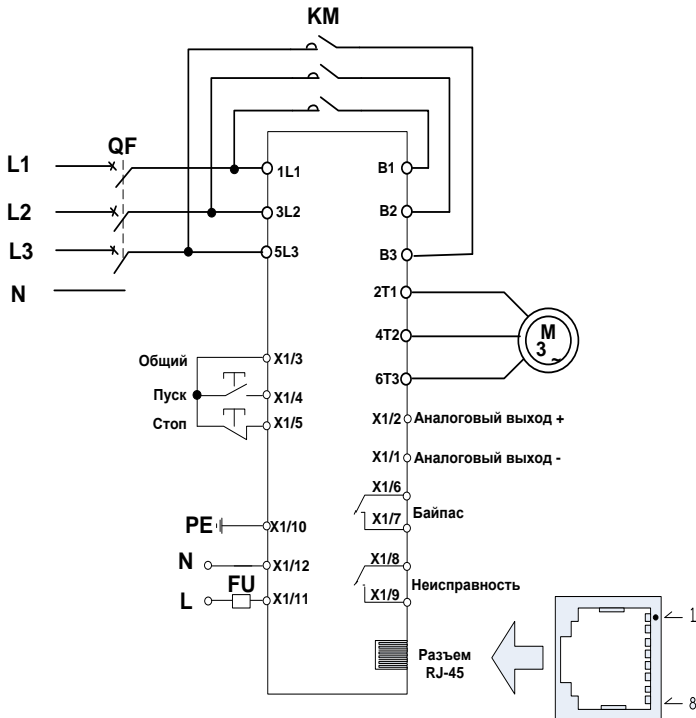 KM
QF
L1
1L1
B1
L2
3L2
B2
L3
5L3
B3
N
2T1
4T2
M
3 ~
6T3
Общий
X1/3
Пуск
X1/4
Стоп
X1/5
X1/2
Аналоговый выход +
X1/1
Аналоговый выход -
X1/6
X1/7
Байпас
PE
X1/10
N
X1/12
X1/8
Неисправность
X1/9
FU
L
X1/11
Разъем
RJ-45
1
8